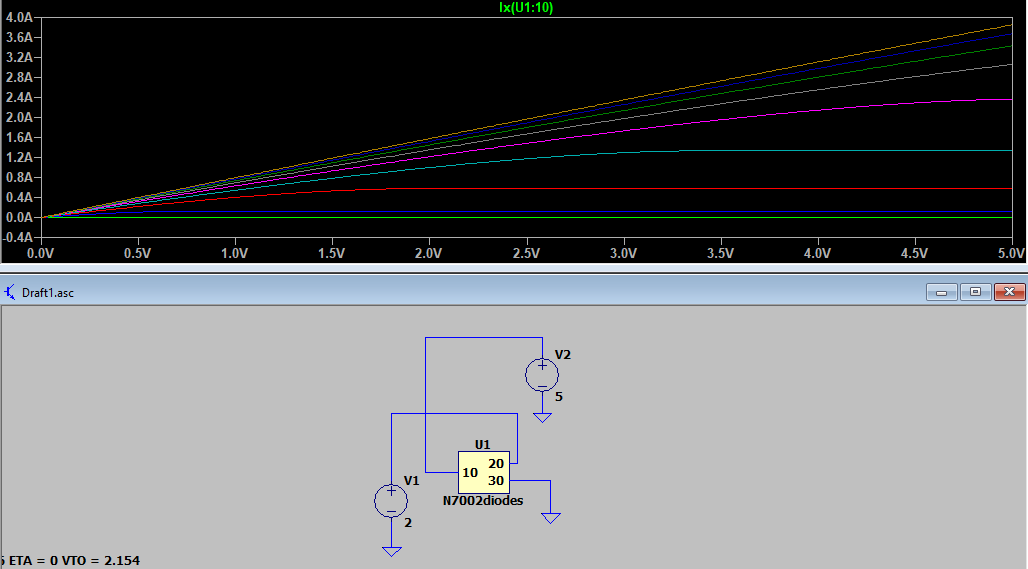 Ix(U1:10)
4.0A
3.6A
3.2A
2.8A
2.4A
2.0A
1.6A
1.2A
0.8A
0.4A
0.0A
-0.4A
0.0V 0.5V 1.0V 1.5V 2.0V 2.5V 3.0V 3.5V 4.0V 4.5V 5.0V
Draft1.asc
V2
5
U1
20
10
30
N7002diodes
V1
2
ETA = 0 VTO = 2.154